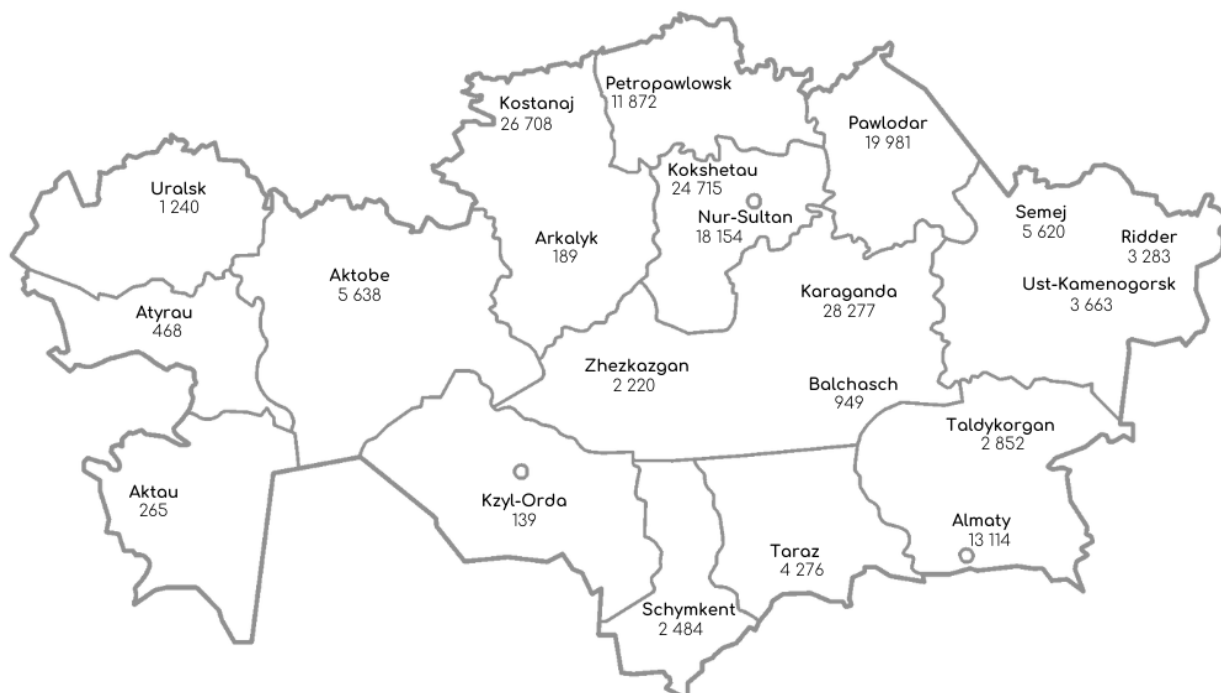 Petropawlowsk
11 872
Kostanaj
26 708
Pawlodar
19 981
Kokshetau
24 715
Uralsk
1 240
Nur-Sultan
18 154
Semej
5 620
Ridder
3 283
Arkalyk
189
Aktobe
5 638
Ust-Kamenogorsk
3 663
Karaganda
28 277
Atyrau
468
Zhezkazgan
2 220
Balchasch
949
Taldykorgan
2 852
Aktau
265
Kzyl-Orda
139
Almaty
13 114
Taraz
4 276
Schymkent
2 484